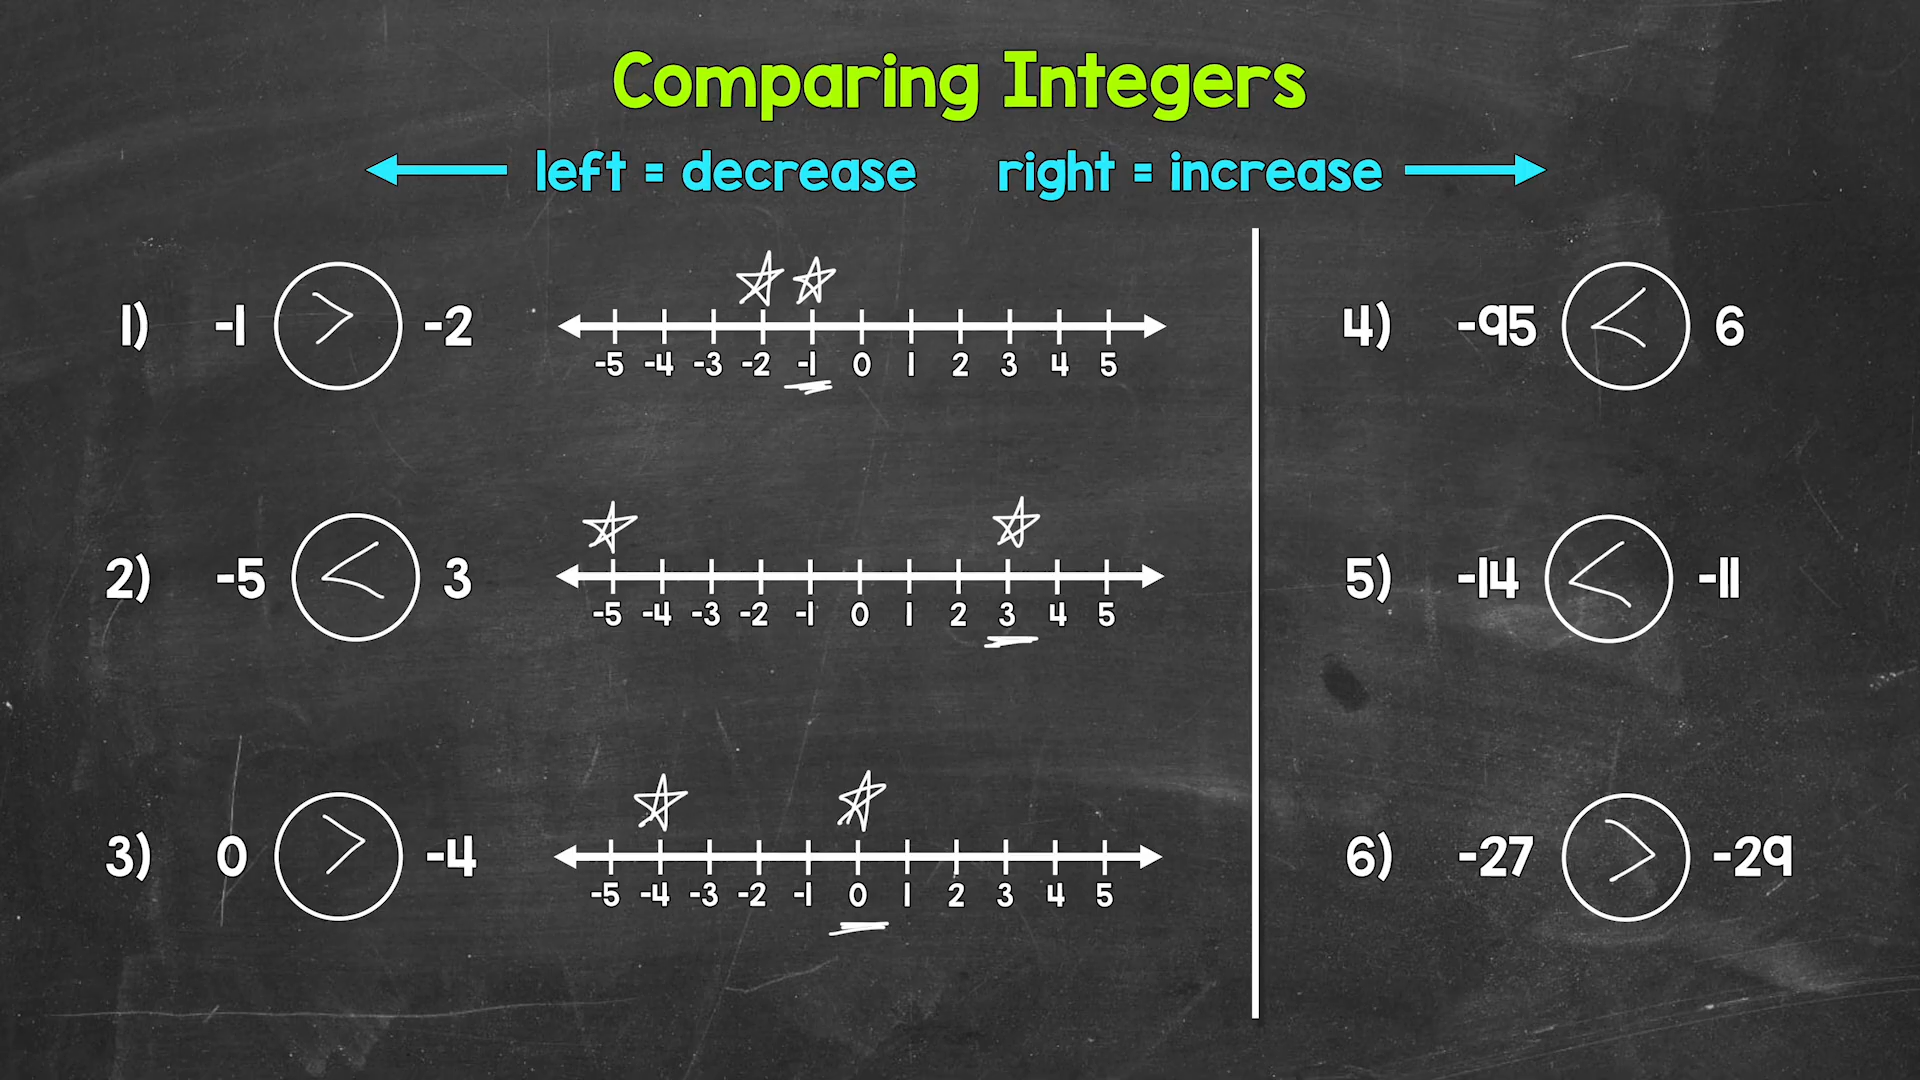 Comparing Integers
left = decrease right = increase
1) -1 > -2
-5 -4 -3 -2 -1 0 1 2 3 4 5
2) -5 < 3
-5 -4 -3 -2 -1 0 1 2 3 4 5
3) 0 > -4
-5 -4 -3 -2 -1 0 1 2 3 4 5
4) -95 < 6
5) -14 < -11
6) -27 > -29